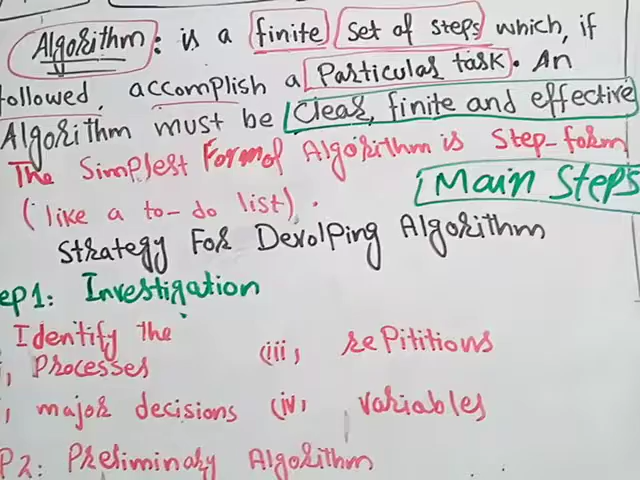 Algorithm: is a finite set of steps which, if
followed, accomplish a Particular task. An
Algorithm must be Clear, finite and effective
The Simplest Form of Algorithm is Step-form
(like a to-do list).
Main Steps
Strategy For Devolping Algorithm
ep1: Investigation
Identify the
i, Processes
(iii, rePititions
, major decisions
(iv, variables
P2: Preliminary Algorithm